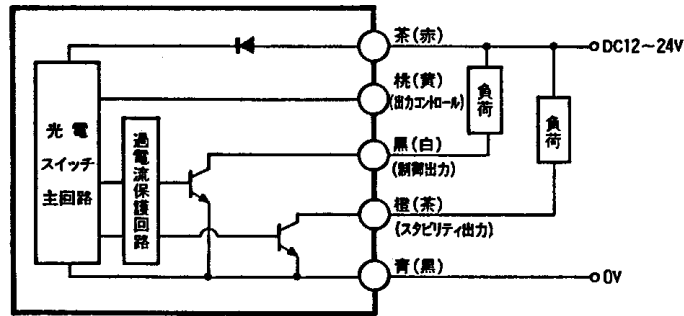 茶(赤)
DC12～24V
桃(黄)
(出力コントロール)
負荷
負荷
光電
スイッチ
主回路
過電流保護回路
黒(白)
(制御出力)
橙(茶)
(スタビリティ出力)
青(黒)
0V